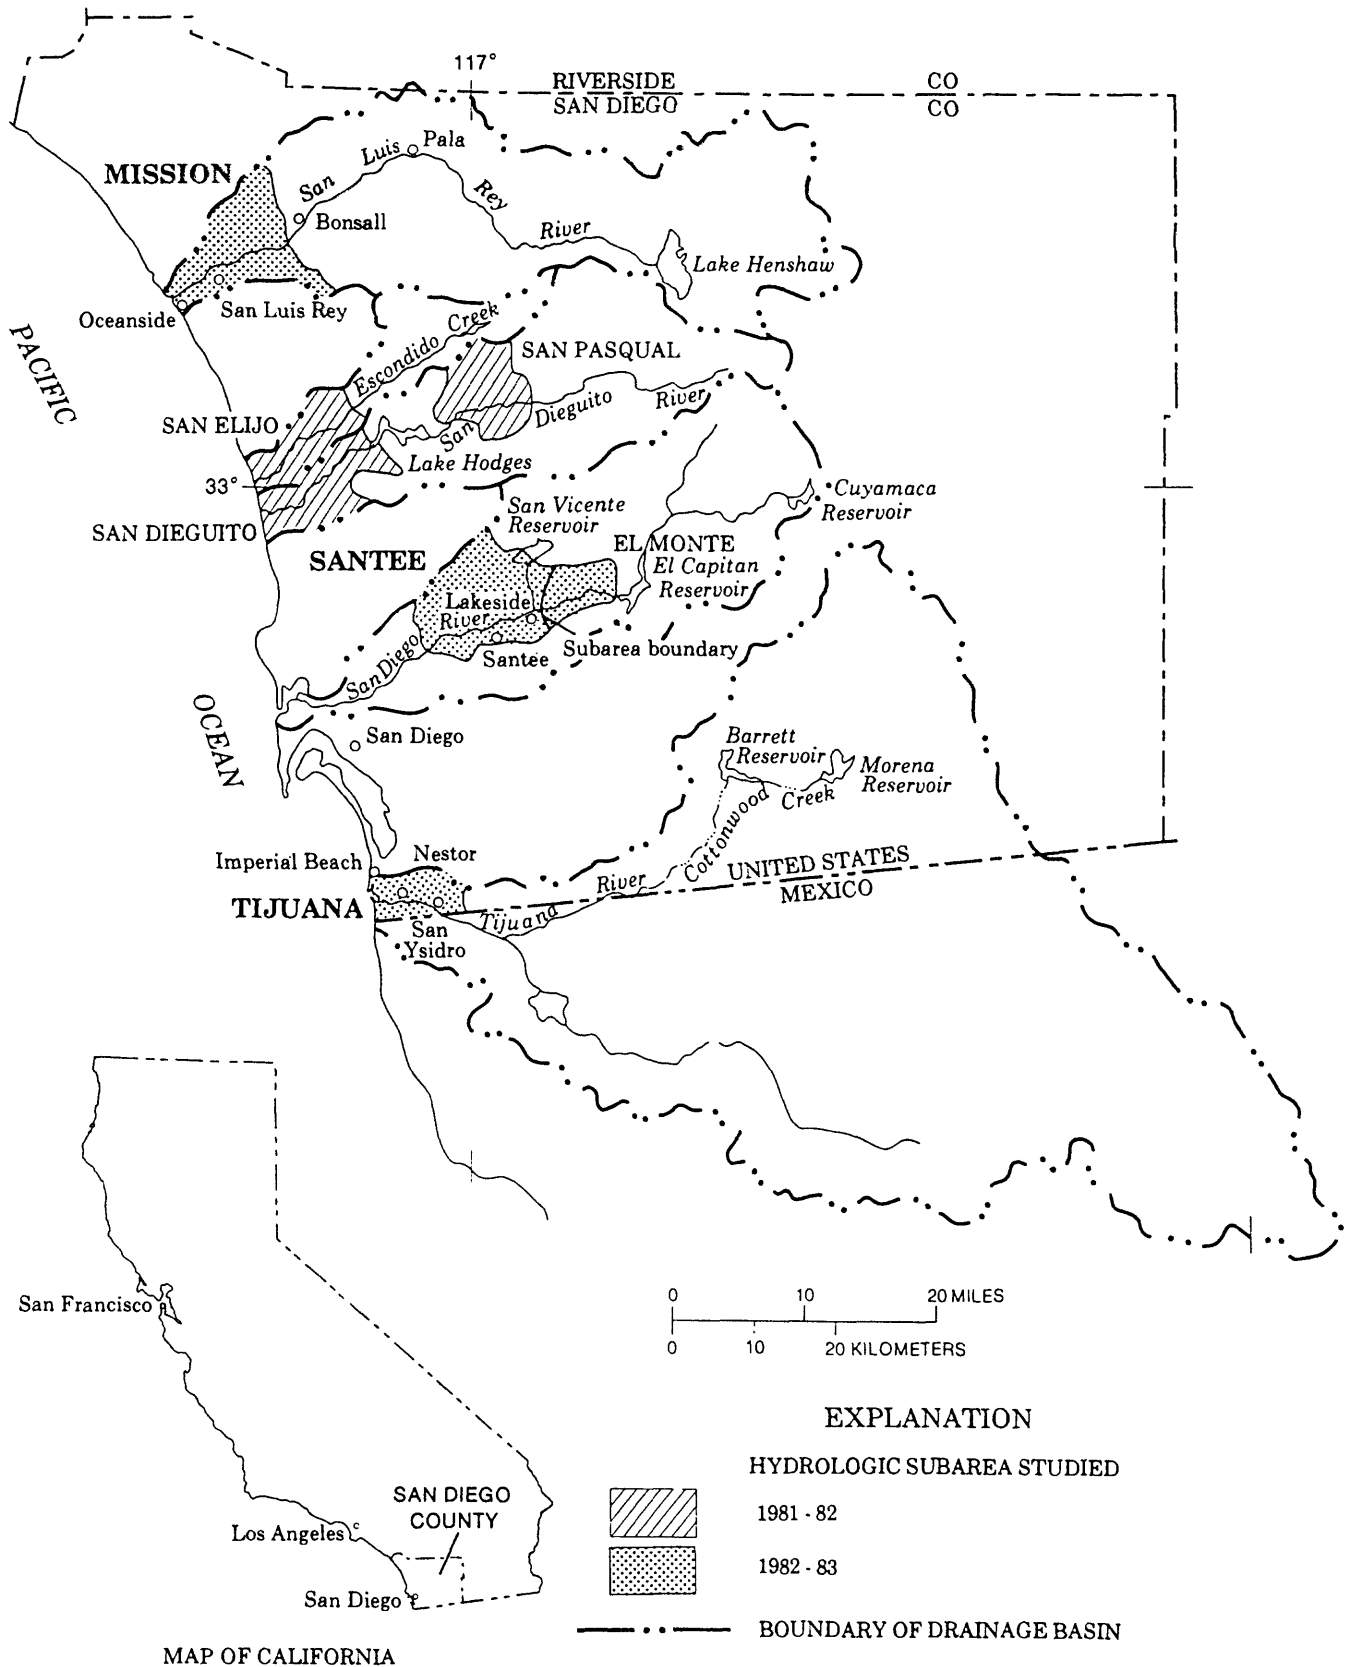 117°
RIVERSIDE CO
SAN DIEGO CO
MISSION
San Luis Rey River
Pala
Bonsall
Lake Henshaw
Oceanside
San Luis Rey
PACIFIC
Escondido Creek
SAN PASQUAL
San Dieguito River
SAN ELIJO
Lake Hodges
33°
SAN DIEGUITO
San Vicente
Reservoir
Cuyamaca
Reservoir
SANTEE
EL MONTE
El Capitan
Reservoir
Lakeside
San Diego River
Santee
Subarea boundary
OCEAN
San Diego
Barrett
Reservoir
Morena
Reservoir
Cottonwood Creek
Imperial Beach
Nestor
UNITED STATES
MEXICO
TIJUANA
Tijuana River
San
Ysidro
San Francisco
Los Angeles
SAN DIEGO
COUNTY
San Diego
MAP OF CALIFORNIA
0 10 20 MILES
0 10 20 KILOMETERS
EXPLANATION
HYDROLOGIC SUBAREA STUDIED
1981 - 82
1982 - 83
BOUNDARY OF DRAINAGE BASIN